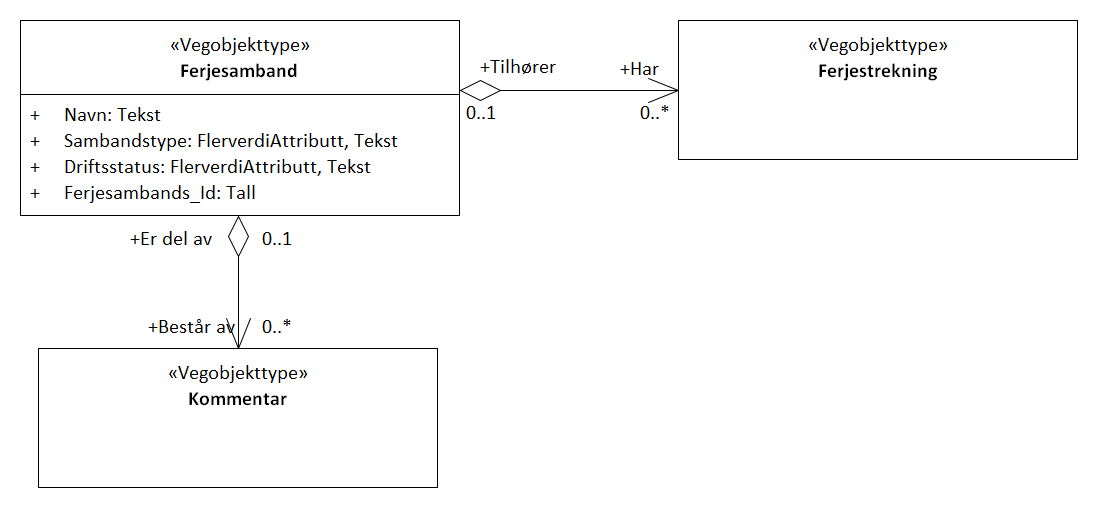 «Vegobjekttype»
Ferjesamband
+ Navn: Tekst
+ Sambandstype: FlerverdiAttributt, Tekst
+ Driftsstatus: FlerverdiAttributt, Tekst
+ Ferjesambands_Id: Tall
+Tilhører
0..1
+Har
0..*
«Vegobjekttype»
Ferjestrekning
+Er del av
0..1
+Består av
0..*
«Vegobjekttype»
Kommentar